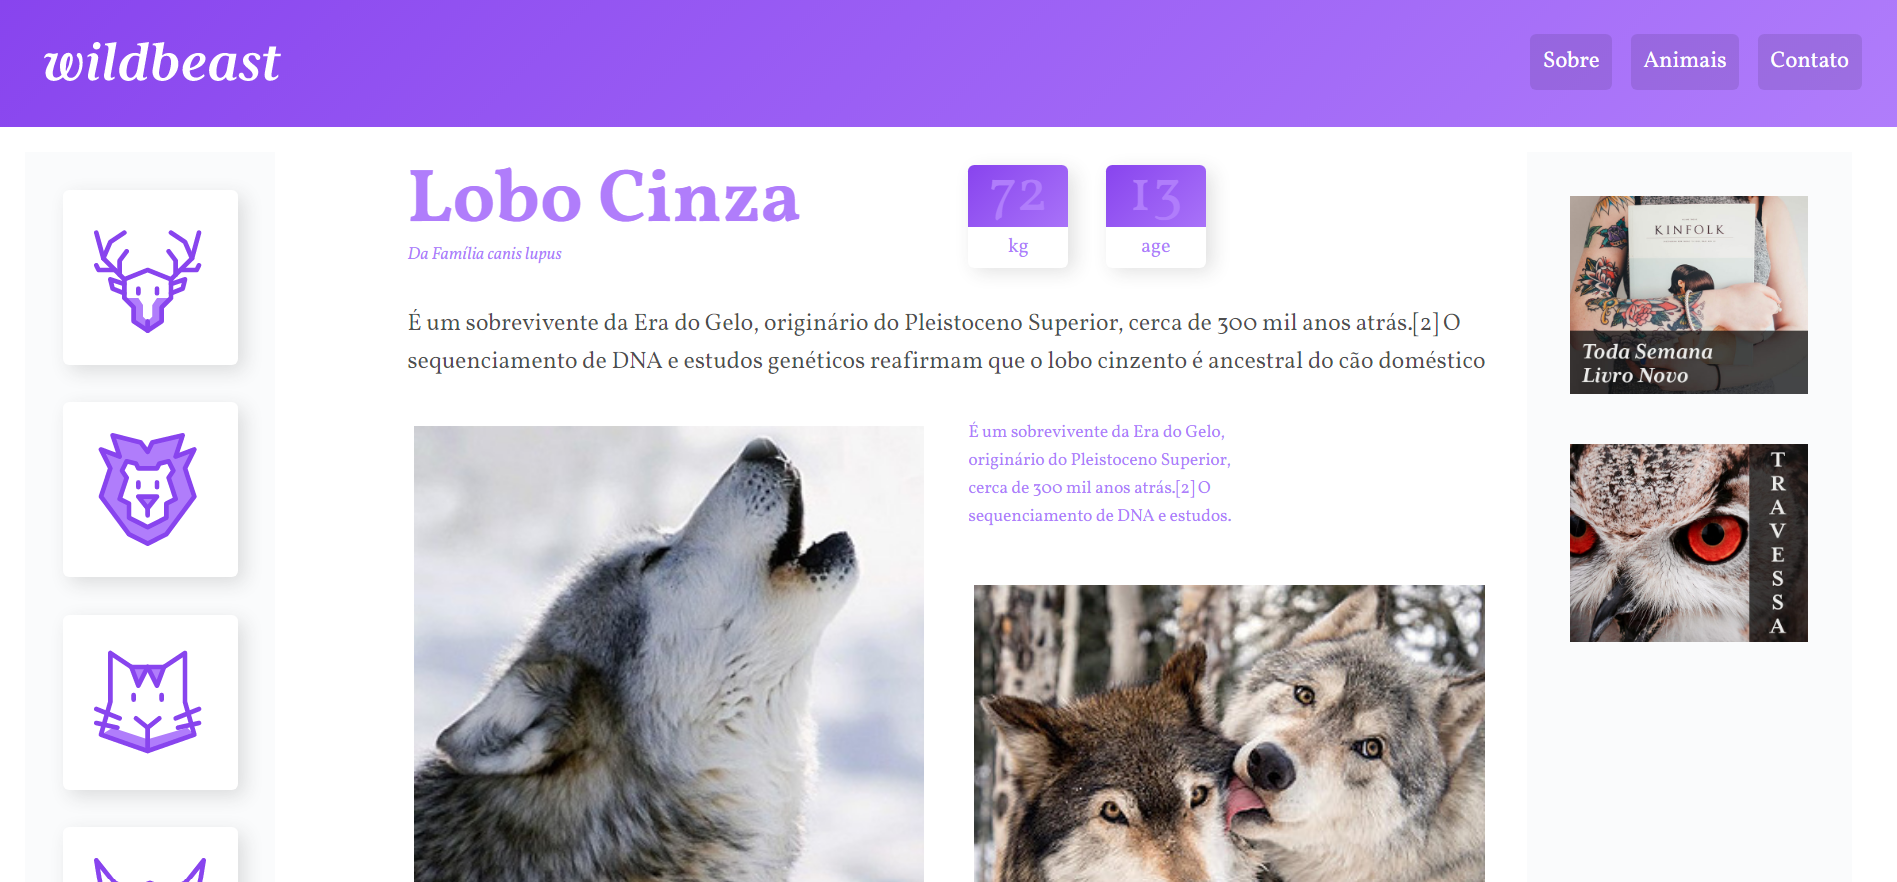 wildbeast
Sobre
Animais
Contato
Lobo Cinza
Da Família canis lupus
72
kg
13
age
É um sobrevivente da Era do Gelo, originário do Pleistoceno Superior, cerca de 300 mil anos atrás.[2] O
sequenciamento de DNA e estudos genéticos reafirmam que o lobo cinzento é ancestral do cão doméstico
É um sobrevivente da Era do Gelo,
originário do Pleistoceno Superior,
cerca de 300 mil anos atrás.[2] O
sequenciamento de DNA e estudos.
KINFOLK
Toda Semana
Livro Novo
TRAVESSA